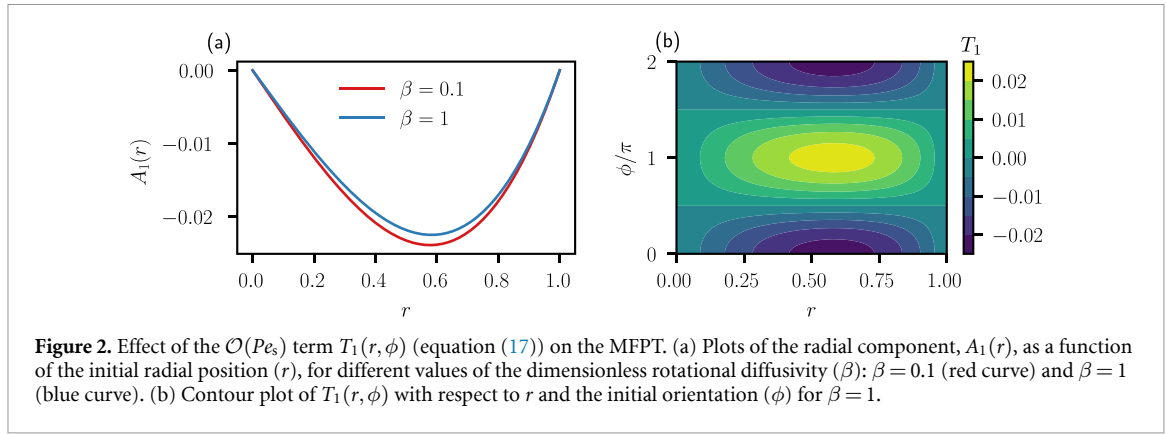 (a)
0.00
−0.01
−0.02
A₁(r)
β = 0.1
β = 1
0.0 0.2 0.4 0.6 0.8 1.0
r
(b)
2
1
0
ϕ/π
0.00 0.25 0.50 0.75 1.00
r
T₁
0.02
0.01
0.00
−0.01
−0.02
Figure 2. Effect of the 𝒪(Peₛ) term T₁(r,ϕ) (equation (17)) on the MFPT. (a) Plots of the radial component, A₁(r), as a function
of the initial radial position (r), for different values of the dimensionless rotational diffusivity (β): β = 0.1 (red curve) and β = 1
(blue curve). (b) Contour plot of T₁(r,ϕ) with respect to r and the initial orientation (ϕ) for β = 1.